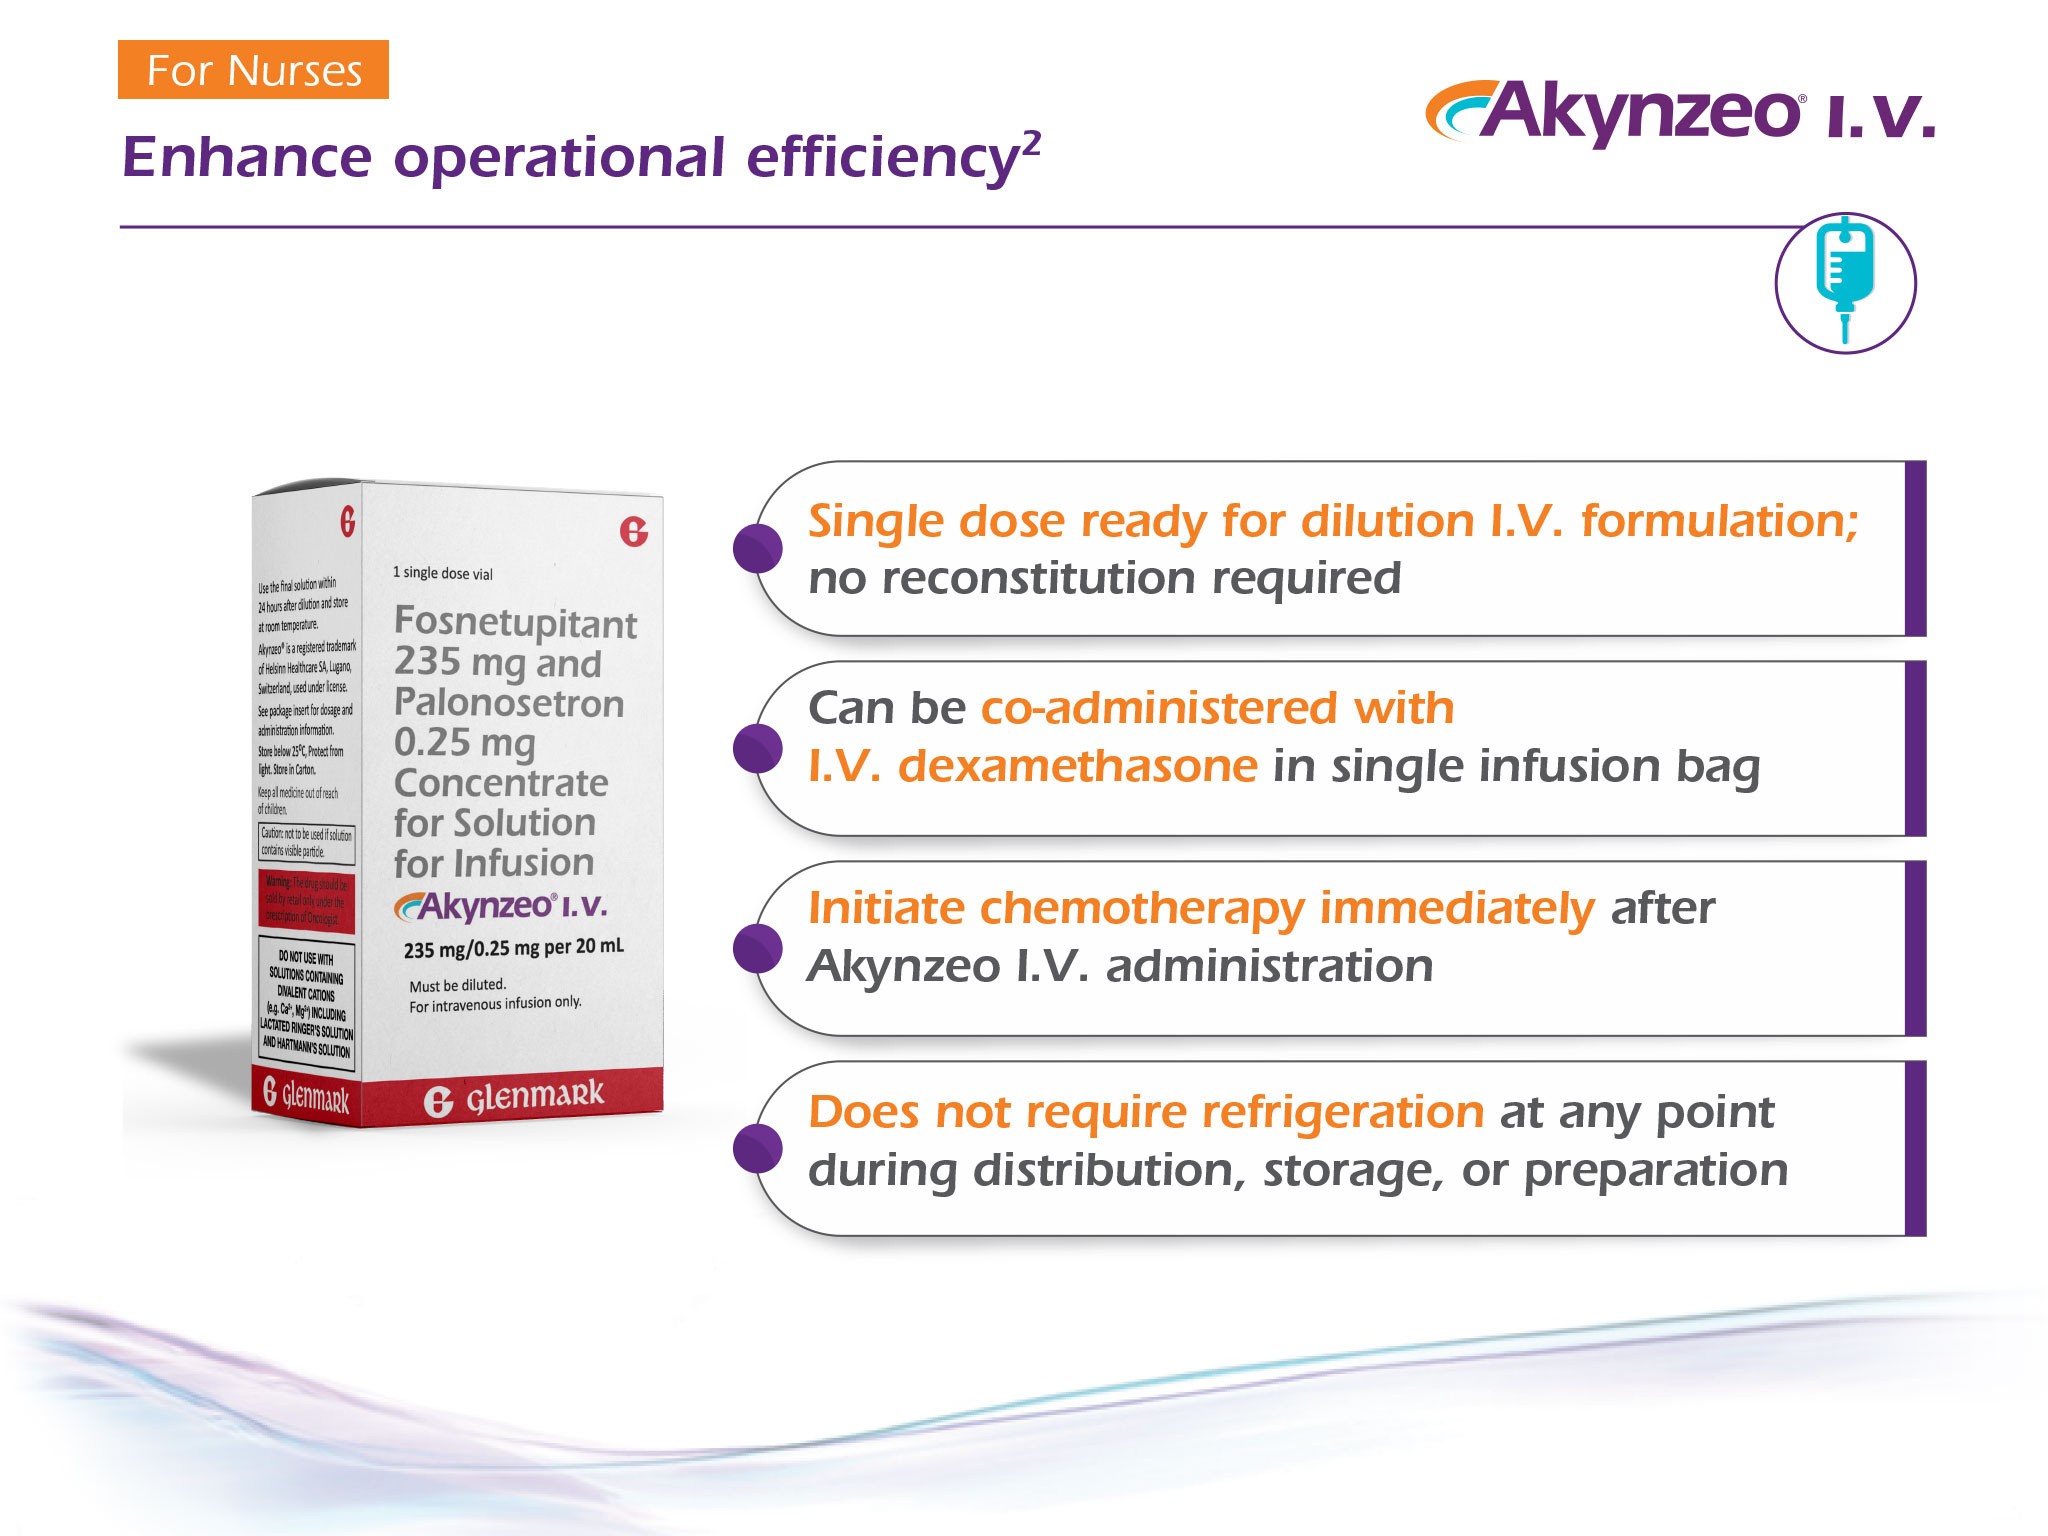 For Nurses
Enhance operational efficiency²
Akynzeo® I.V.
Single dose ready for dilution I.V. formulation;
no reconstitution required
Can be co-administered with
I.V. dexamethasone in single infusion bag
Initiate chemotherapy immediately after
Akynzeo I.V. administration
Does not require refrigeration at any point
during distribution, storage, or preparation
1 single dose vial
Fosnetupitant
235 mg and
Palonosetron
0.25 mg
Concentrate
for Solution
for Infusion
Akynzeo® I.V.
235 mg/0.25 mg per 20 mL
Must be diluted.
For intravenous infusion only.
glenmark
Use the final solution within
24 hours after dilution and store
at room temperature.
Akynzeo® is a registered trademark
of Helsinn Healthcare SA, Lugano,
Switzerland, used under license.
See package insert for dosage and
administration information.
Store below 25°C, Protect from
light. Store in Carton.
Keep all medicine out of reach
of children.
Caution: not to be used if solution
contains visible particle.
Warning: The drug should be
sold by retail only under the
prescription of Oncologist
DO NOT USE WITH
SOLUTIONS CONTAINING
DIVALENT CATIONS
(e.g. Ca²⁺, Mg²⁺) INCLUDING
LACTATED RINGER'S SOLUTION
AND HARTMANN'S SOLUTION
glenmark